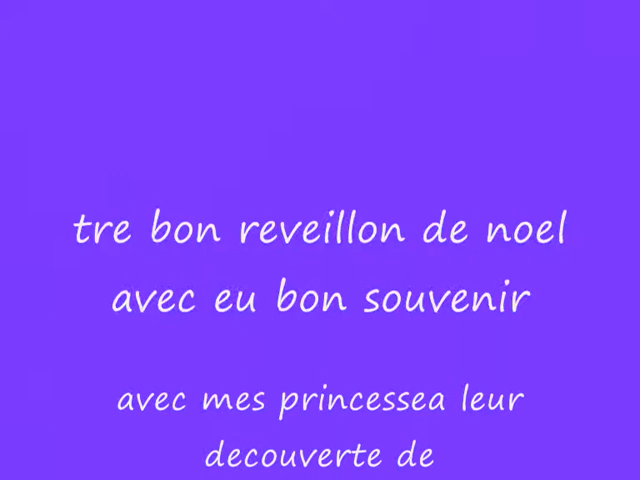 tre bon reveillon de noel
avec eu bon souvenir
avec mes princessea leur
decouverte de